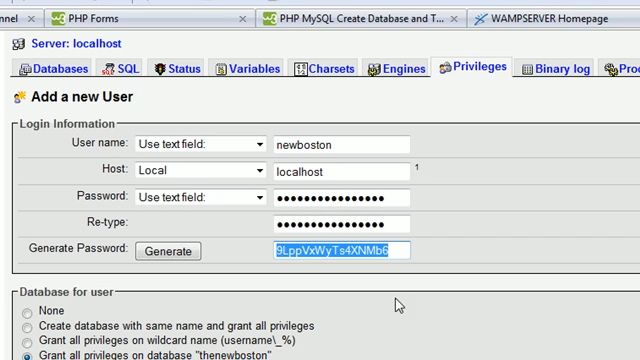 nnel
PHP Forms
PHP MySQL Create Database and T...
WAMPSERVER Homepage
Server: localhost
Databases
SQL
Status
Variables
Charsets
Engines
Privileges
Binary log
Proc
Add a new User
Login Information
User name:
Use text field:
newboston
Host:
Local
localhost
1
Password:
Use text field:
••••••••••••••••
Re-type:
••••••••••••••••
Generate Password:
Generate
9LppVxWyTs4XNMb6
Database for user
None
Create database with same name and grant all privileges
Grant all privileges on wildcard name (username\_%)
Grant all privileges on database "thenewboston"